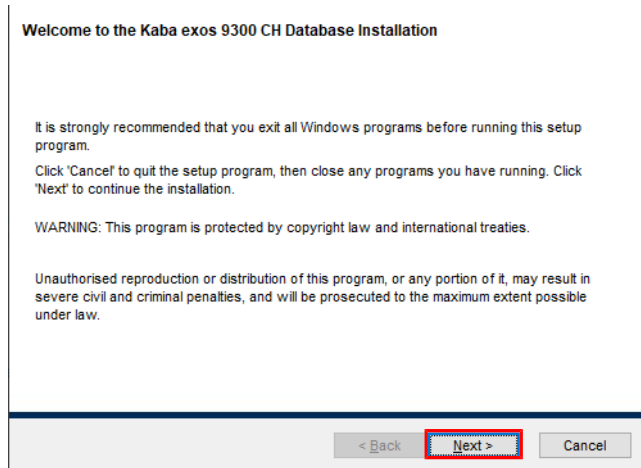 Welcome to the Kaba exos 9300 CH Database Installation
It is strongly recommended that you exit all Windows programs before running this setup
program.
Click 'Cancel' to quit the setup program, then close any programs you have running. Click
'Next' to continue the installation.
WARNING: This program is protected by copyright law and international treaties.
Unauthorised reproduction or distribution of this program, or any portion of it, may result in
severe civil and criminal penalties, and will be prosecuted to the maximum extent possible
under law.
< Back Next > Cancel